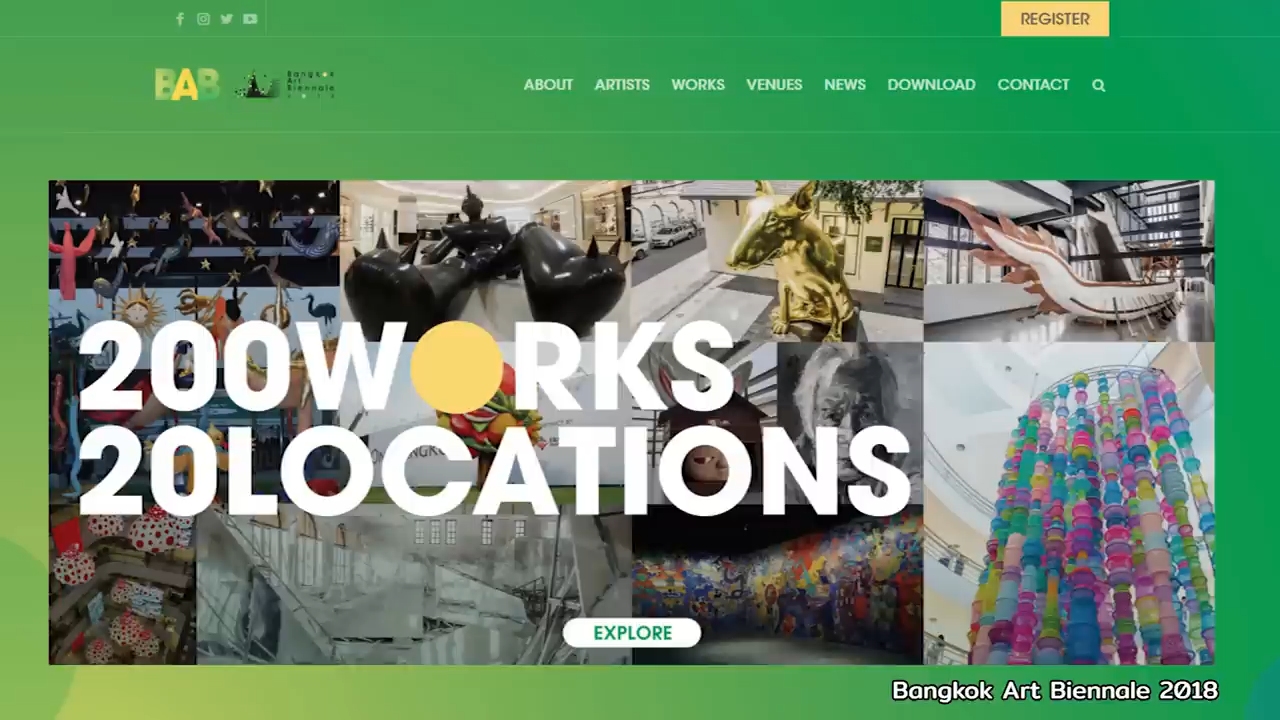 REGISTER
BAB
Bangkok
Art
Biennale
ABOUT ARTISTS WORKS VENUES NEWS DOWNLOAD CONTACT
200WORKS
20LOCATIONS
EXPLORE
Bangkok Art Biennale 2018